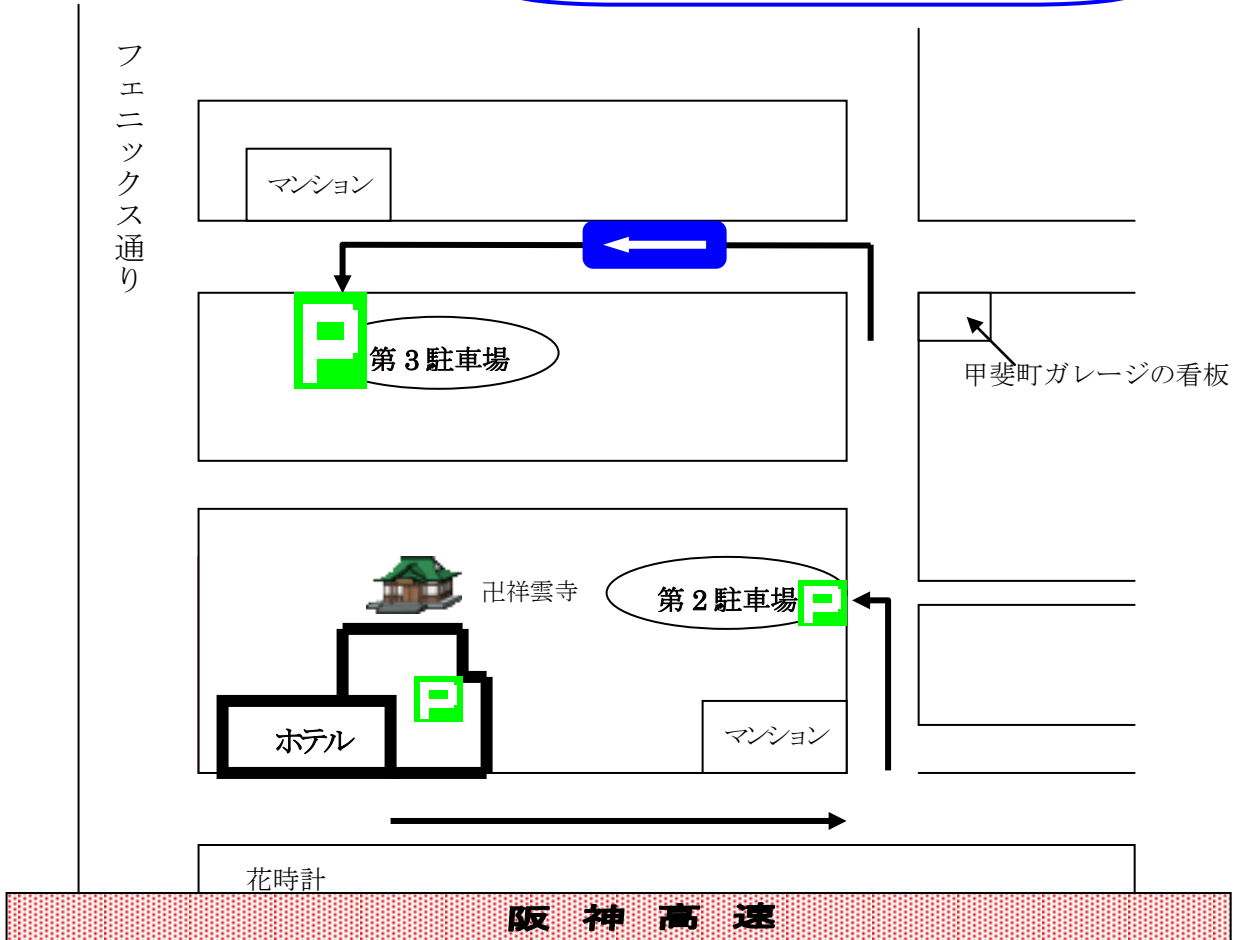 フェニックス通り
マンション
第3駐車場
甲斐町ガレージの看板
卍祥雲寺
第2駐車場
P
P
P
ホテル
マンション
花時計
阪神高速